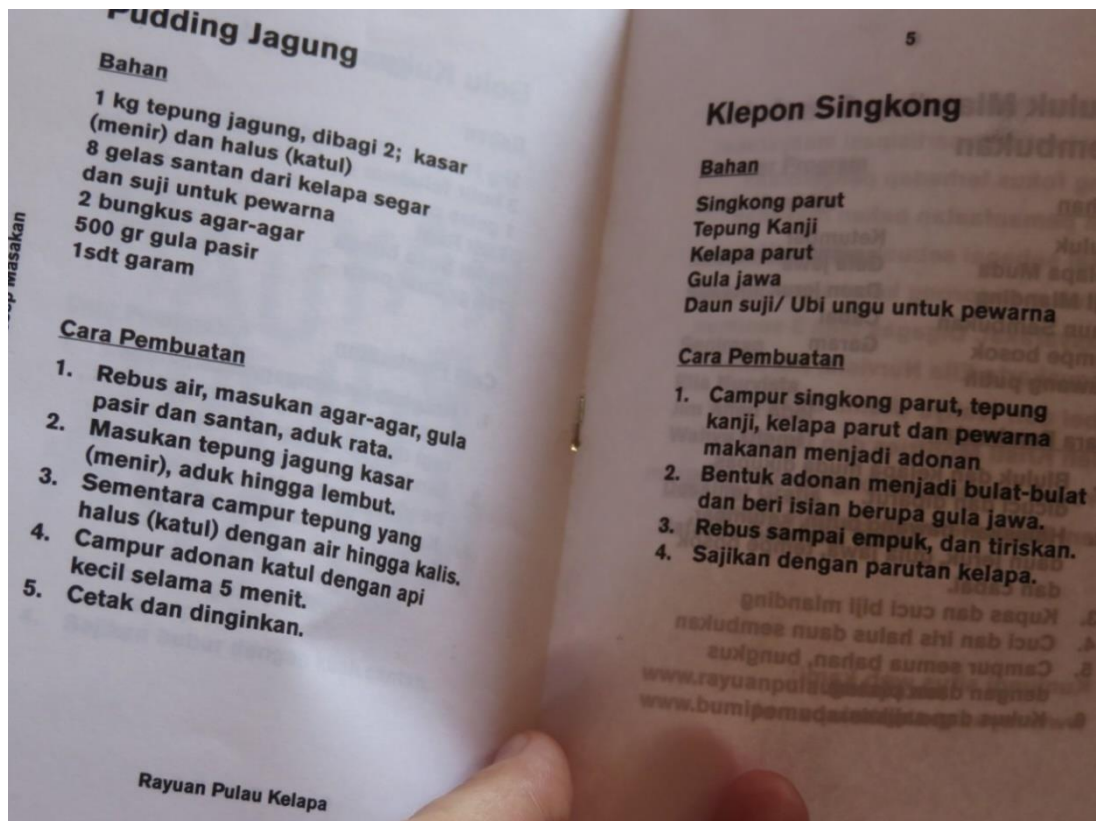 Pudding Jagung
Bahan
1 kg tepung jagung, dibagi 2; kasar
(menir) dan halus (katul)
8 gelas santan dari kelapa segar
dan suji untuk pewarna
2 bungkus agar-agar
500 gr gula pasir
1sdt garam
Cara Pembuatan
1. Rebus air, masukan agar-agar, gula
pasir dan santan, aduk rata.
2. Masukan tepung jagung kasar
(menir), aduk hingga lembut.
3. Sementara campur tepung yang
halus (katul) dengan air hingga kalis.
4. Campur adonan katul dengan api
kecil selama 5 menit.
5. Cetak dan dinginkan.
Rayuan Pulau Kelapa
Masakan
5
Klepon Singkong
Bahan
Singkong parut
Tepung Kanji
Kelapa parut
Gula jawa
Daun suji/ Ubi ungu untuk pewarna
Cara Pembuatan
1. Campur singkong parut, tepung
kanji, kelapa parut dan pewarna
makanan menjadi adonan
2. Bentuk adonan menjadi bulat-bulat
dan beri isian berupa gula jawa.
3. Rebus sampai empuk, dan tiriskan.
4. Sajikan dengan parutan kelapa.